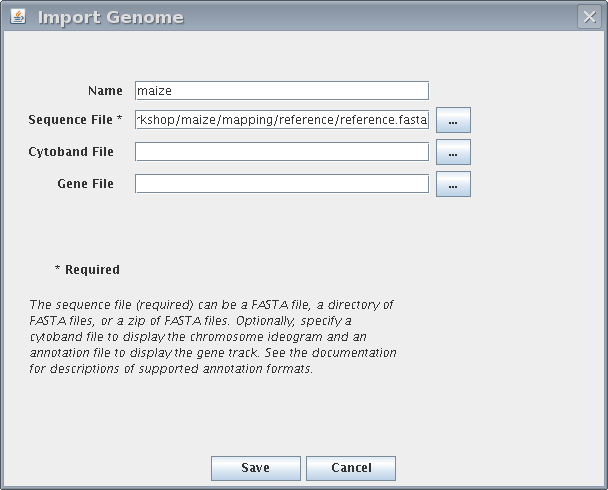 Import Genome
Name maize
Sequence File * rkshop/maize/mapping/reference/reference.fasta ...
Cytoband File ...
Gene File ...
* Required
The sequence file (required) can be a FASTA file, a directory of
FASTA files, or a zip of FASTA files. Optionally, specify a
cytoband file to display the chromosome ideogram and an
annotation file to display the gene track. See the documentation
for descriptions of supported annotation formats.
Save Cancel